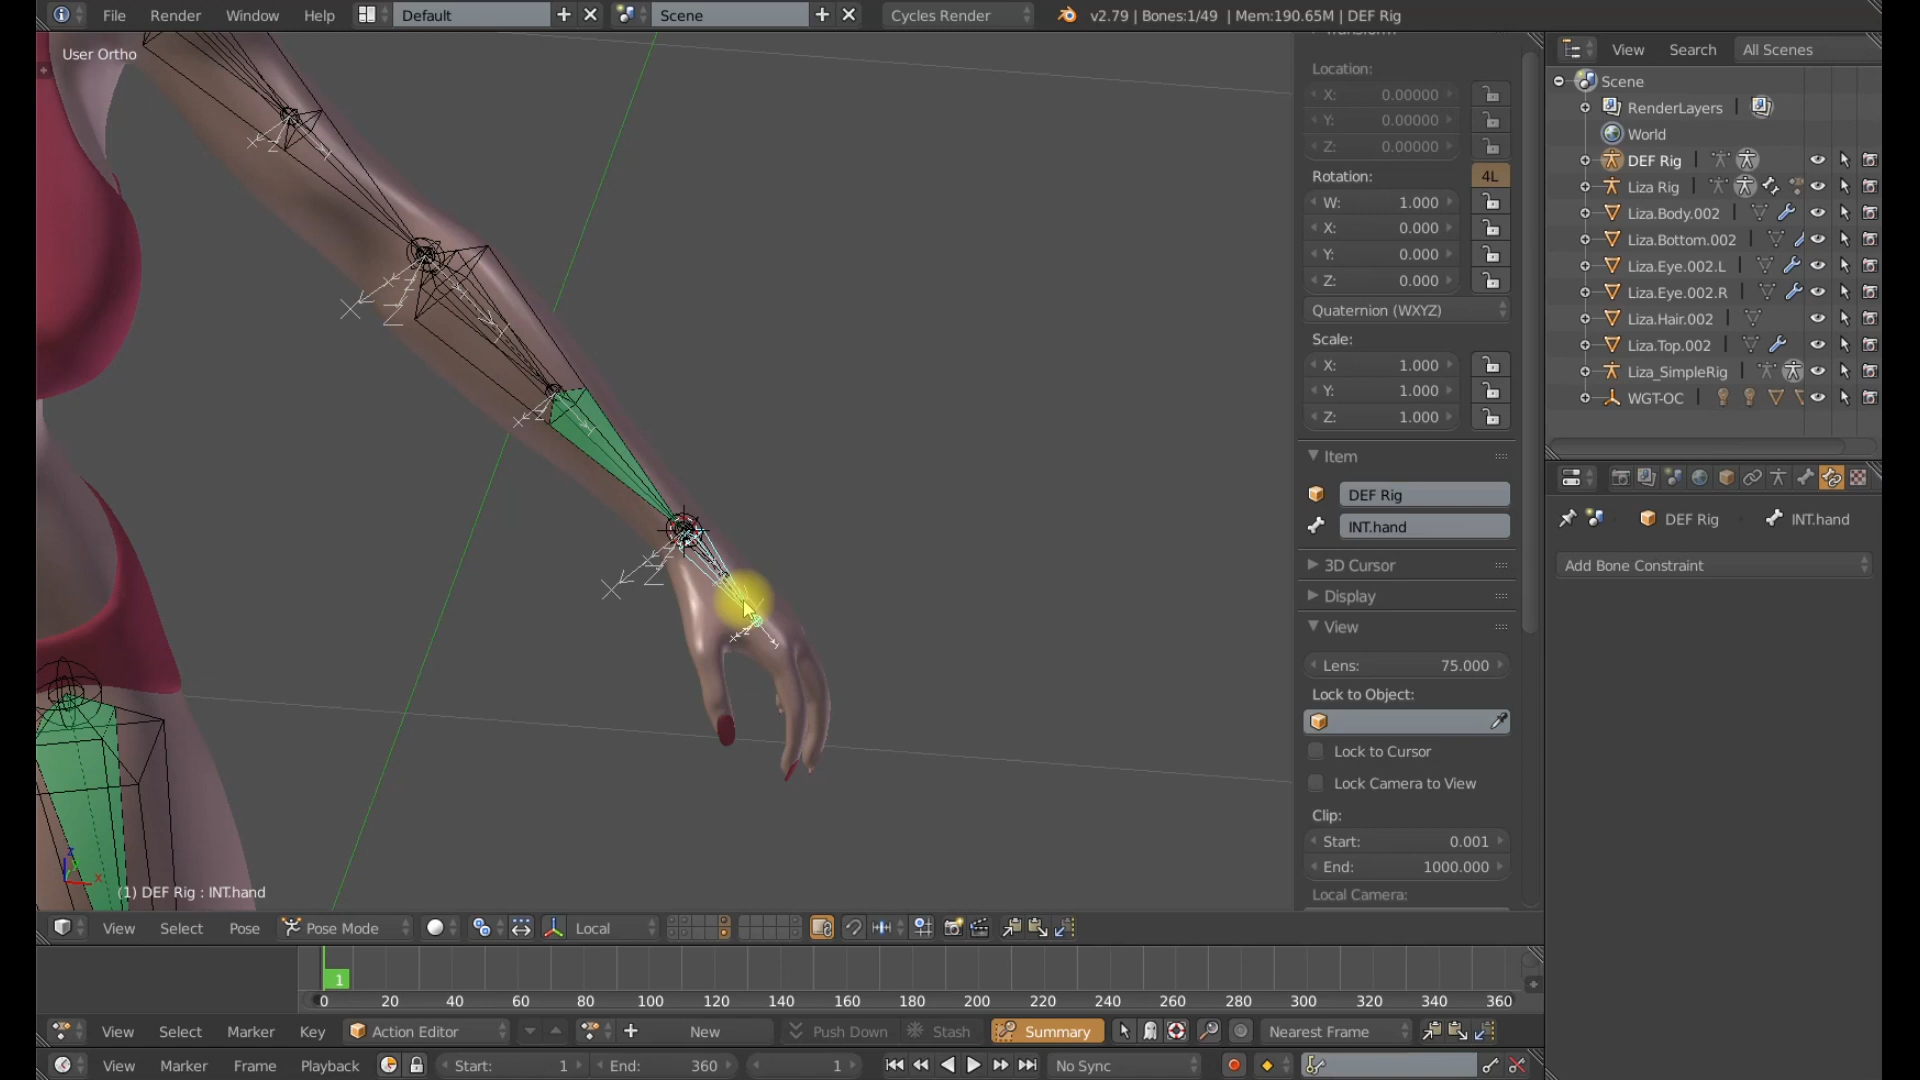 File Render Window Help Default Scene Cycles Render v2.79 | Bones:1/49 | Mem:190.65M | DEF Rig
User Ortho
Transform
Location:
X: 0.00000
Y: 0.00000
Z: 0.00000
Rotation: 4L
W: 1.000
X: 0.000
Y: 0.000
Z: 0.000
Quaternion (WXYZ)
Scale:
X: 1.000
Y: 1.000
Z: 1.000
Item
DEF Rig
INT.hand
3D Cursor
Display
View
Lens: 75.000
Lock to Object:
Lock to Cursor
Lock Camera to View
Clip:
Start: 0.001
End: 1000.000
Local Camera:
View Search All Scenes
Scene
RenderLayers
World
DEF Rig
Liza Rig
Liza.Body.002
Liza.Bottom.002
Liza.Eye.002.L
Liza.Eye.002.R
Liza.Hair.002
Liza.Top.002
Liza_SimpleRig
WGT-OC
DEF Rig INT.hand
Add Bone Constraint
(1) DEF Rig : INT.hand
View Select Pose Pose Mode Local
1
0 20 40 60 80 100 120 140 160 180 200 220 240 260 280 300 320 340 360
View Select Marker Key Action Editor New Push Down Stash Summary Nearest Frame
View Marker Frame Playback Start: 1 End: 360 1 No Sync